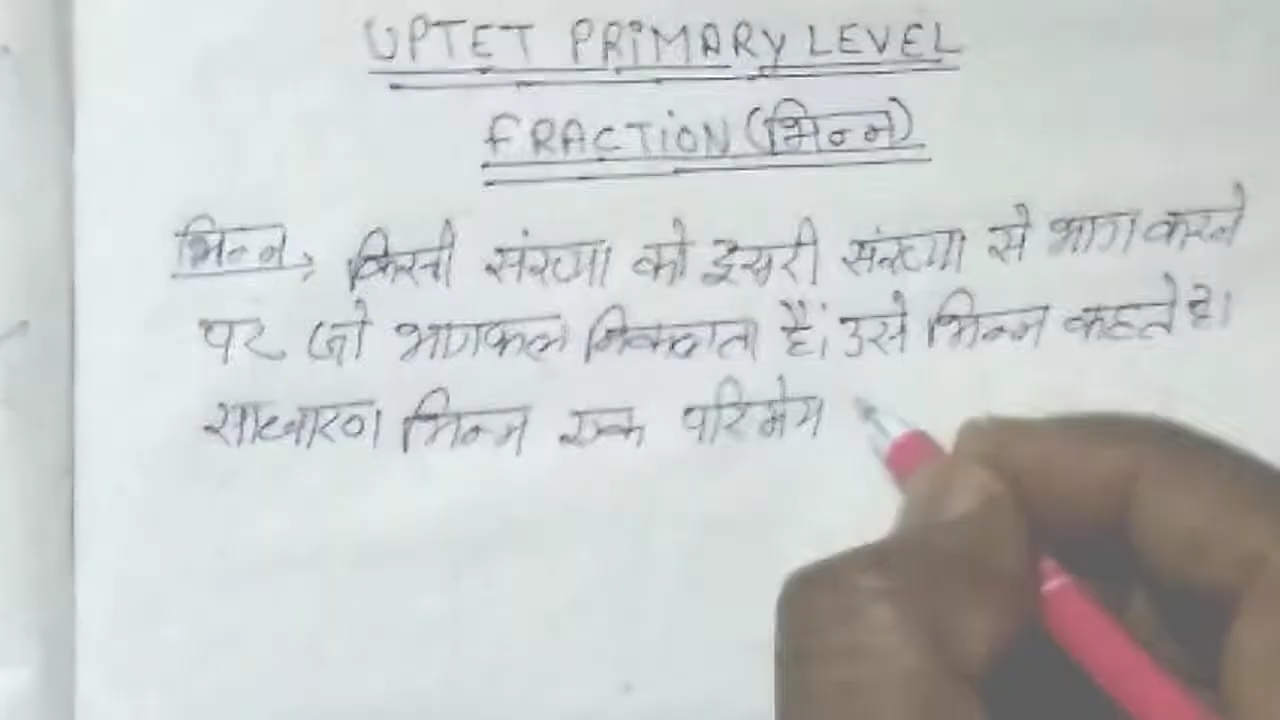 UPTET PRIMARY LEVEL
FRACTION (भिन्न)
भिन्न, किसी संख्या को दूसरी संख्या से भाग करने
पर जो भागफल निकलता हैं। उसे भिन्न कहते है।
साधारण भिन्न एक परिमेय